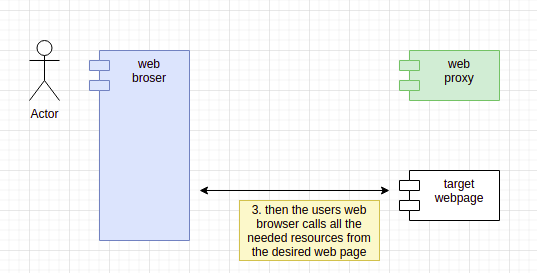 web
broser
web
proxy
Actor
target
webpage
3. then the users web
browser calls all the
needed resources from
the desired web page